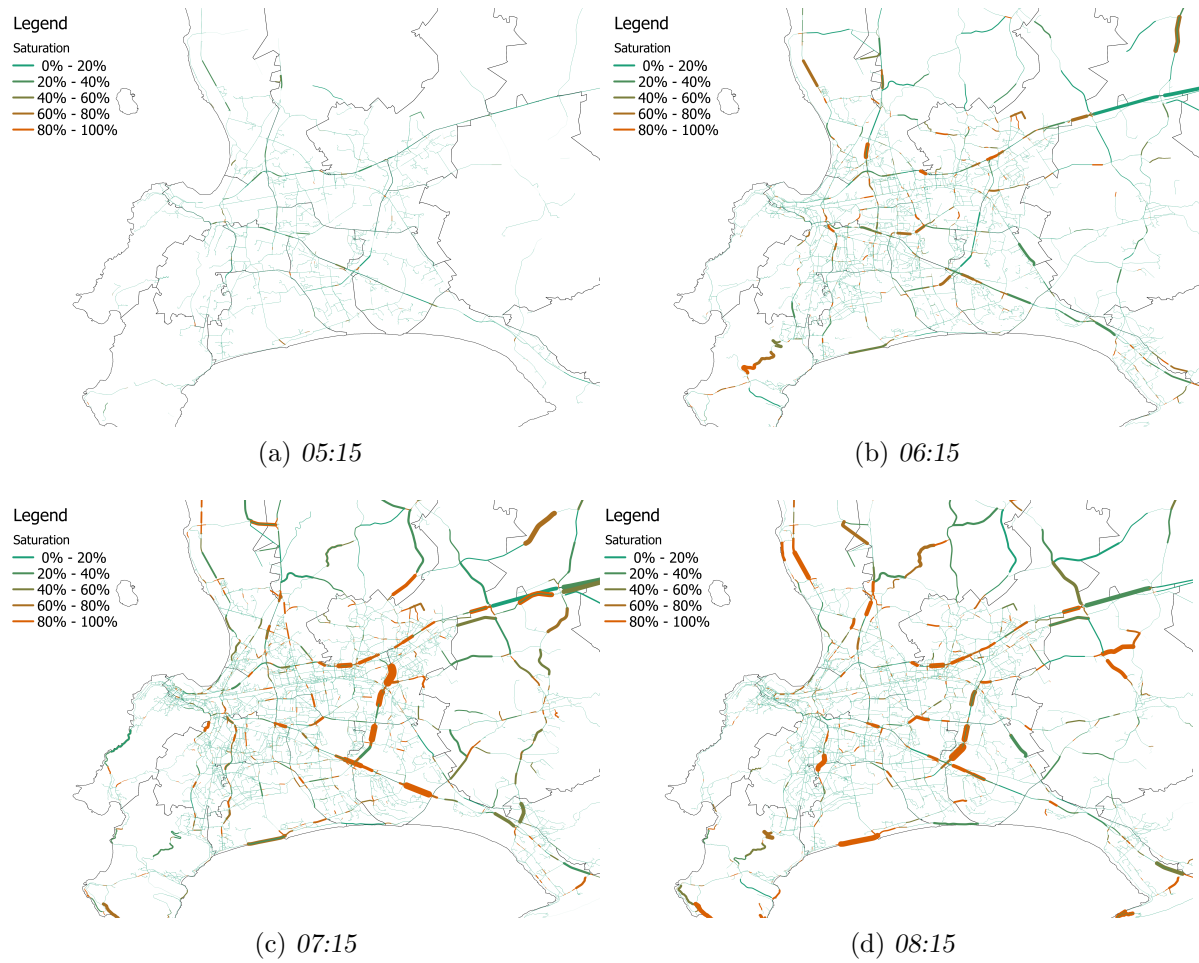 Legend
Saturation
0% - 20%
20% - 40%
40% - 60%
60% - 80%
80% - 100%
(a) 05:15
Legend
Saturation
0% - 20%
20% - 40%
40% - 60%
60% - 80%
80% - 100%
(b) 06:15
Legend
Saturation
0% - 20%
20% - 40%
40% - 60%
60% - 80%
80% - 100%
(c) 07:15
Legend
Saturation
0% - 20%
20% - 40%
40% - 60%
60% - 80%
80% - 100%
(d) 08:15